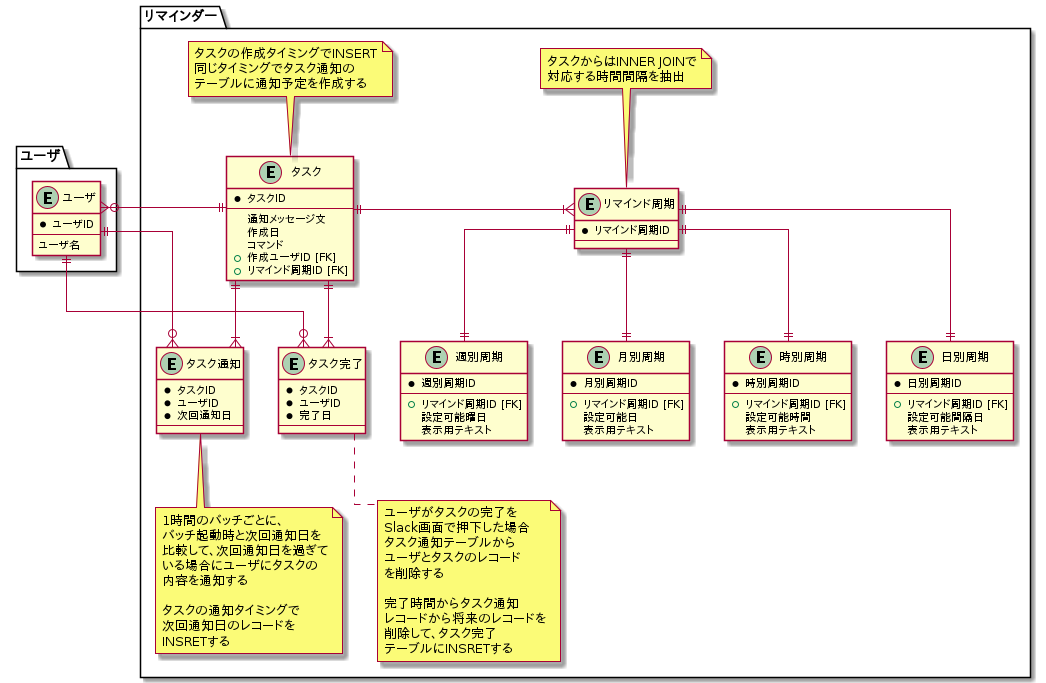 リマインダー
タスクの作成タイミングでINSERT
同じタイミングでタスク通知の
テーブルに通知予定を作成する
タスクからはINNER JOINで
対応する時間間隔を抽出
ユーザ
E ユーザ
ユーザID
ユーザ名
E タスク
タスクID
通知メッセージ文
作成日
コマンド
作成ユーザID [FK]
リマインド周期ID [FK]
E リマインド周期
リマインド周期ID
E タスク通知
タスクID
ユーザID
次回通知日
E タスク完了
タスクID
ユーザID
完了日
E 週別周期
週別周期ID
リマインド周期ID [FK]
設定可能曜日
表示用テキスト
E 月別周期
月別周期ID
リマインド周期ID [FK]
設定可能日
表示用テキスト
E 時別周期
時別周期ID
リマインド周期ID [FK]
設定可能時間
表示用テキスト
E 日別周期
日別周期ID
リマインド周期ID [FK]
設定可能間隔日
表示用テキスト
1時間のバッチごとに、
バッチ起動時と次回通知日を
比較して、次回通知日を過ぎて
いる場合にユーザにタスクの
内容を通知する
タスクの通知タイミングで
次回通知日のレコードを
INSRETする
ユーザがタスクの完了を
Slack画面で押下した場合
タスク通知テーブルから
ユーザとタスクのレコード
を削除する
完了時間からタスク通知
レコードから将来のレコードを
削除して、タスク完了
テーブルにINSRETする